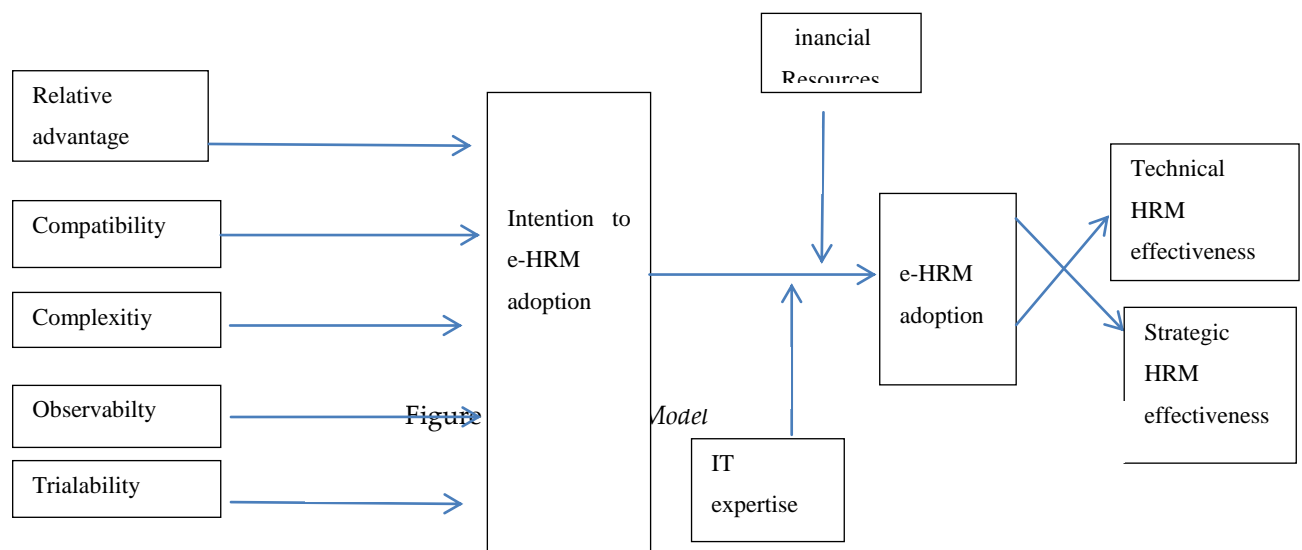 inancial
Resources
Relative
advantage
Compatibility
Complexitiy
Observabilty
Trialability
Intention to
e-HRM
adoption
Figure
Model
IT
expertise
e-HRM
adoption
Technical
HRM
effectiveness
Strategic
HRM
effectiveness